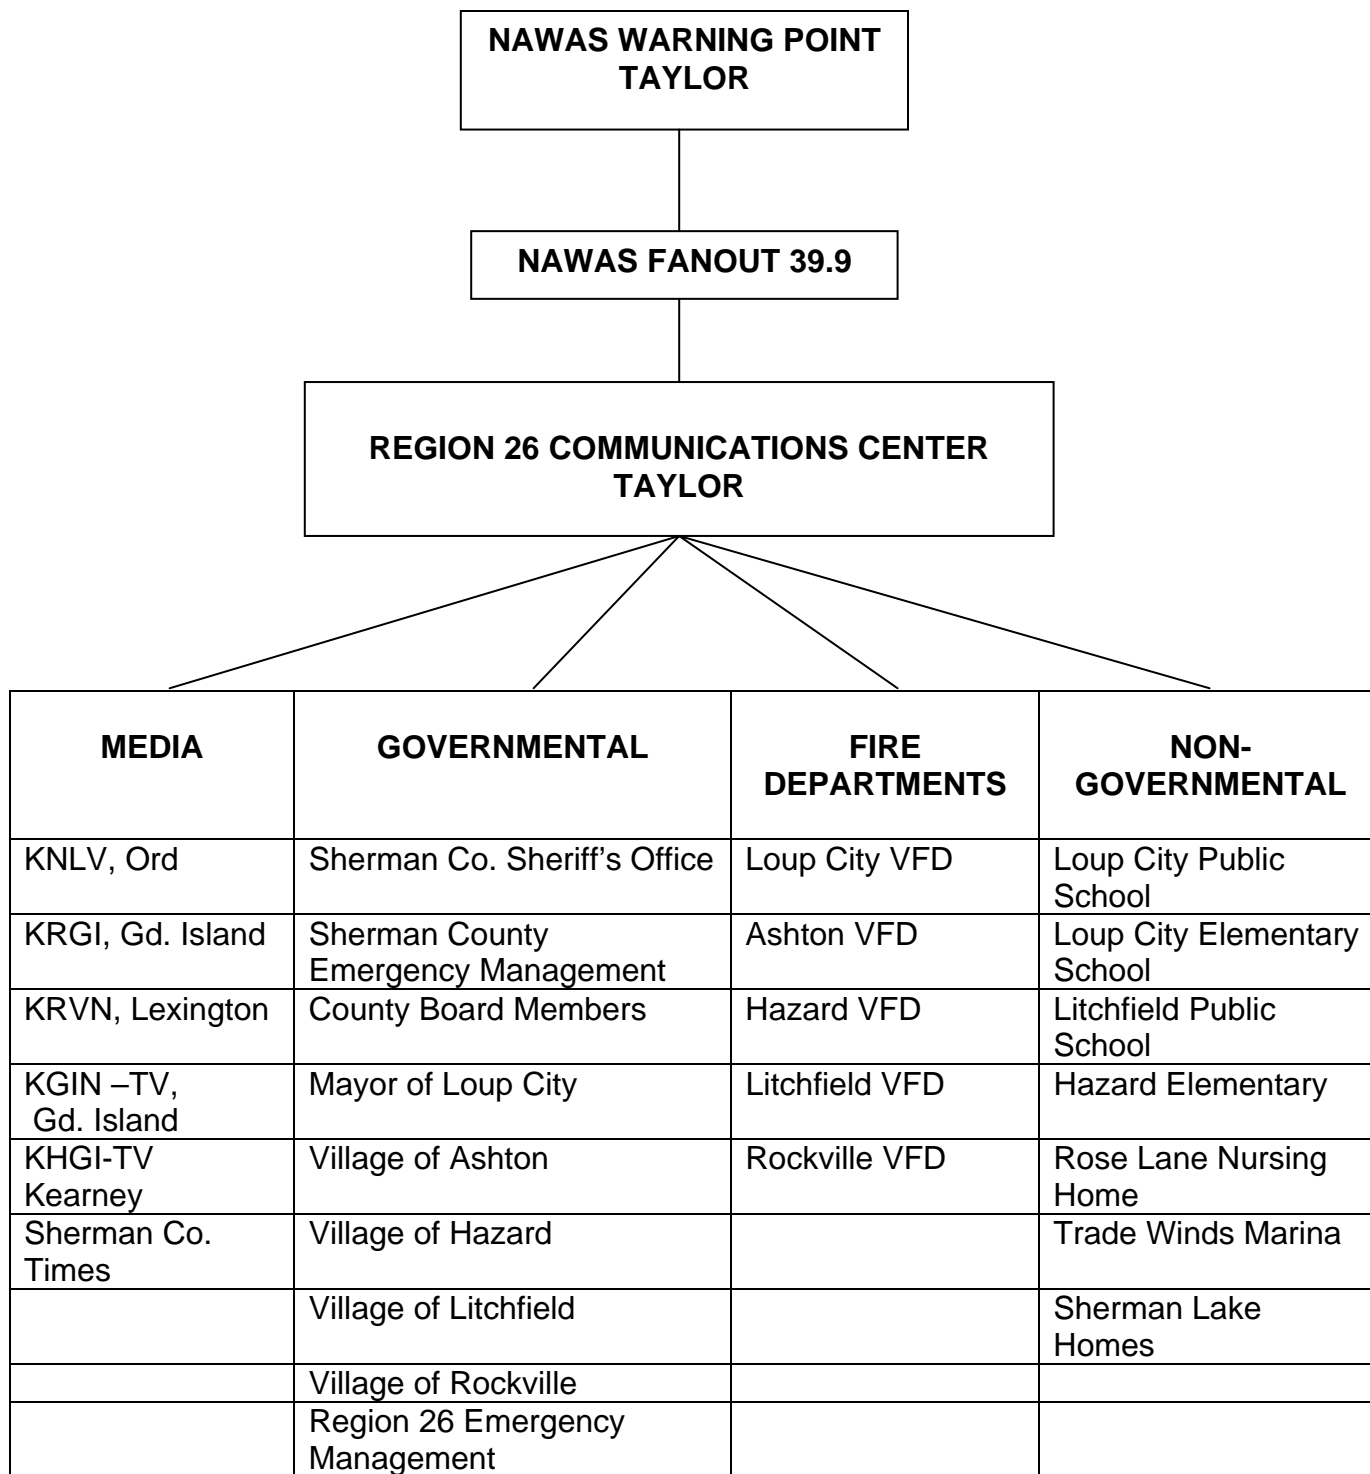 NAWAS WARNING POINT
TAYLOR
NAWAS FANOUT 39.9
REGION 26 COMMUNICATIONS CENTER
TAYLOR
MEDIA
GOVERNMENTAL
FIRE
DEPARTMENTS
NON-
GOVERNMENTAL
KNLV, Ord
Sherman Co. Sheriff’s Office
Loup City VFD
Loup City Public
School
KRGI, Gd. Island
Sherman County
Emergency Management
Ashton VFD
Loup City Elementary
School
KRVN, Lexington
County Board Members
Hazard VFD
Litchfield Public
School
KGIN –TV,
Gd. Island
Mayor of Loup City
Litchfield VFD
Hazard Elementary
KHGI-TV
Kearney
Village of Ashton
Rockville VFD
Rose Lane Nursing
Home
Sherman Co.
Times
Village of Hazard
Trade Winds Marina
Village of Litchfield
Sherman Lake
Homes
Village of Rockville
Region 26 Emergency
Management